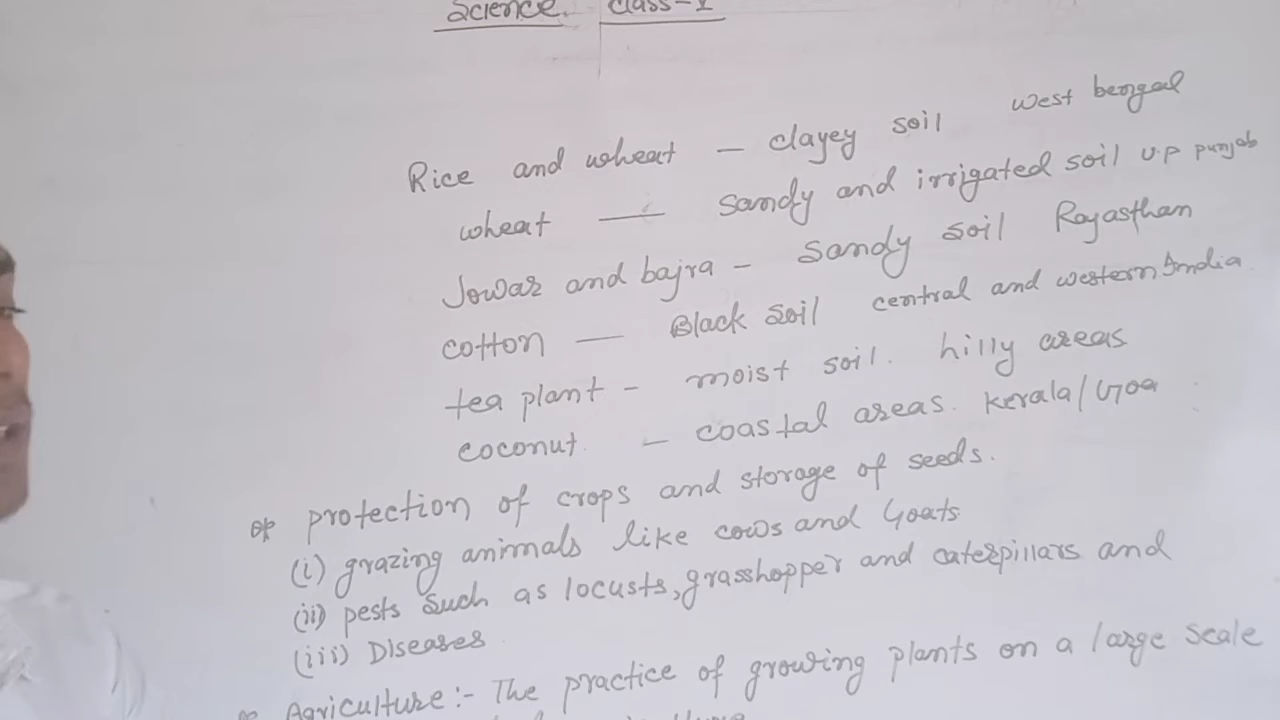 Science. Class-
Rice and wheat — clayey soil west bengal
wheat — Sandy and irrigated soil U.P punjab
Jowar and bajra - Sandy soil Rajasthan
cotton — Black soil central and western India
tea plant - moist soil. hilly areas
coconut. - coastal areas. Kerala/Goa
protection of crops and storage of seeds.
(i) grazing animals like cows and Goats
(ii) pests such as locusts, grasshopper and caterpillars and
(iii) Diseases
Agriculture :- The practice of growing plants on a large scale